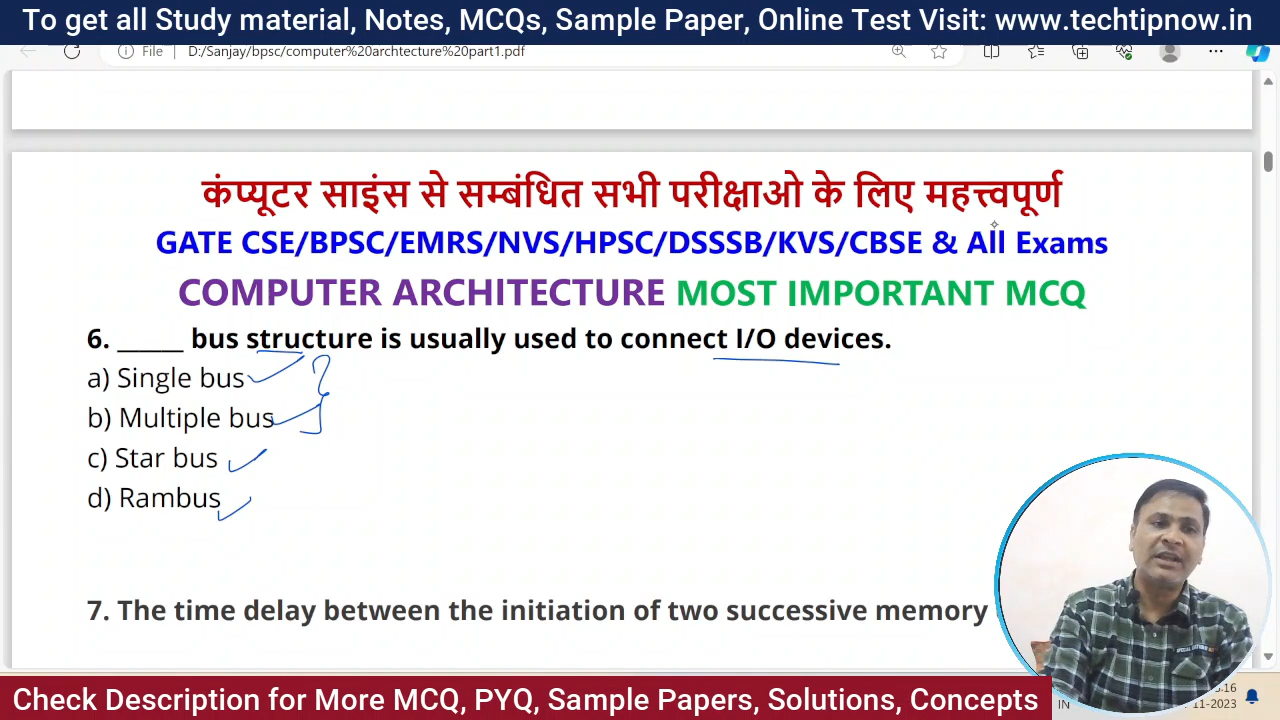 To get all Study material, Notes, MCQs, Sample Paper, Online Test Visit: www.techtipnow.in
File | D:/Sanjay/bpsc/computer%20archtecture%20part1.pdf
कंप्यूटर साइंस से सम्बंधित सभी परीक्षाओ के लिए महत्त्वपूर्ण
GATE CSE/BPSC/EMRS/NVS/HPSC/DSSSB/KVS/CBSE & All Exams
COMPUTER ARCHITECTURE MOST IMPORTANT MCQ
6. ______ bus structure is usually used to connect I/O devices.
a) Single bus
b) Multiple bus
c) Star bus
d) Rambus
7. The time delay between the initiation of two successive memory
Check Description for More MCQ, PYQ, Sample Papers, Solutions, Concepts
IN